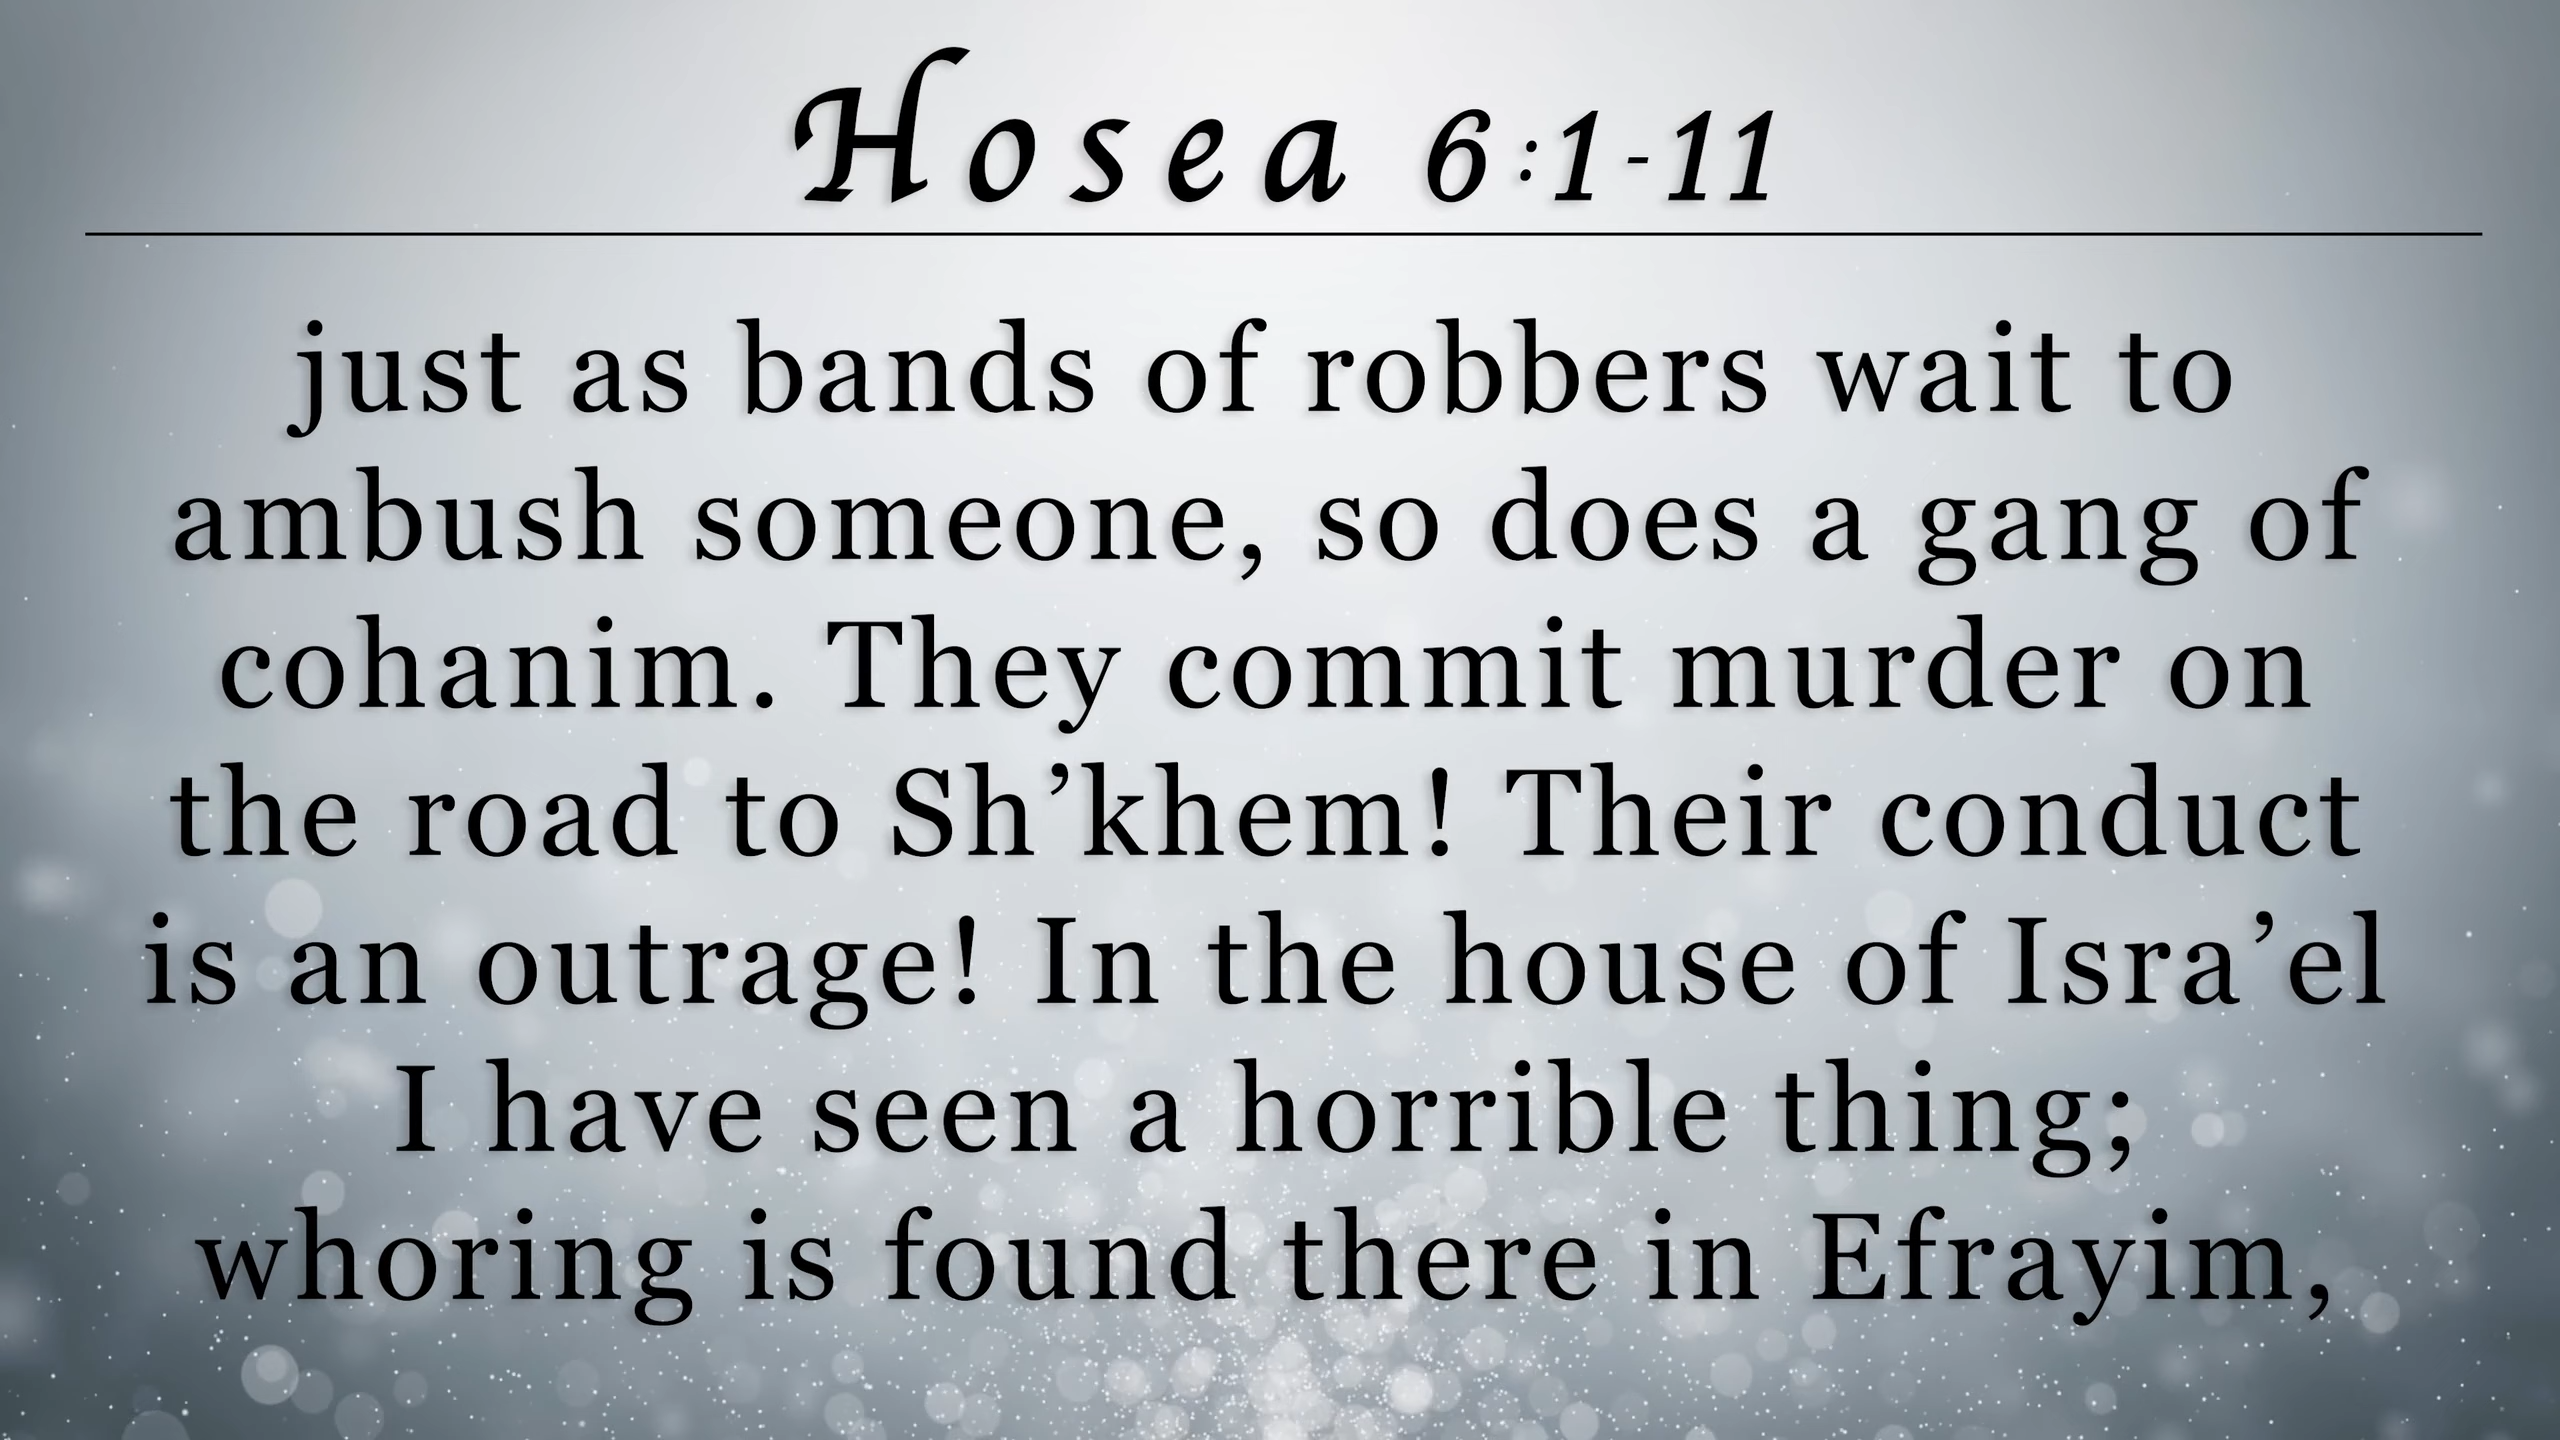 Hosea 6:1-11
just as bands of robbers wait to
ambush someone, so does a gang of
cohanim. They commit murder on
the road to Sh’khem! Their conduct
is an outrage! In the house of Isra’el
I have seen a horrible thing;
whoring is found there in Efrayim,